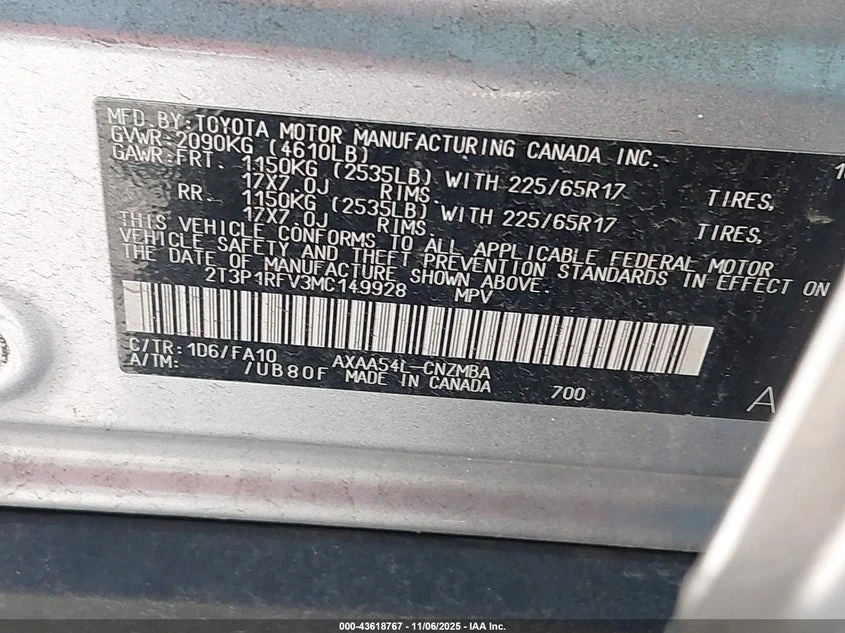 MFD.BY:TOYOTA MOTOR MANUFACTURING CANADA INC.
GVWR:2090KG (4610LB)
GAWR:FRT. 1150KG (2535LB) WITH 225/65R17 TIRES,
17X7.0J RIMS.
RR. 1150KG (2535LB) WITH 225/65R17 TIRES,
17X7.0J RIMS.
THIS VEHICLE CONFORMS TO ALL APPLICABLE FEDERAL MOTOR
VEHICLE SAFETY AND THEFT PREVENTION STANDARDS IN EFFECT ON
THE DATE OF MANUFACTURE SHOWN ABOVE.
2T3P1RFV3MC149928 MPV
C/TR:1D6/FA10 AXAA54L-CNZMBA
A/TM: /UB80F MADE IN CANADA 700
000-43618767 - 11/06/2025 - IAA Inc.